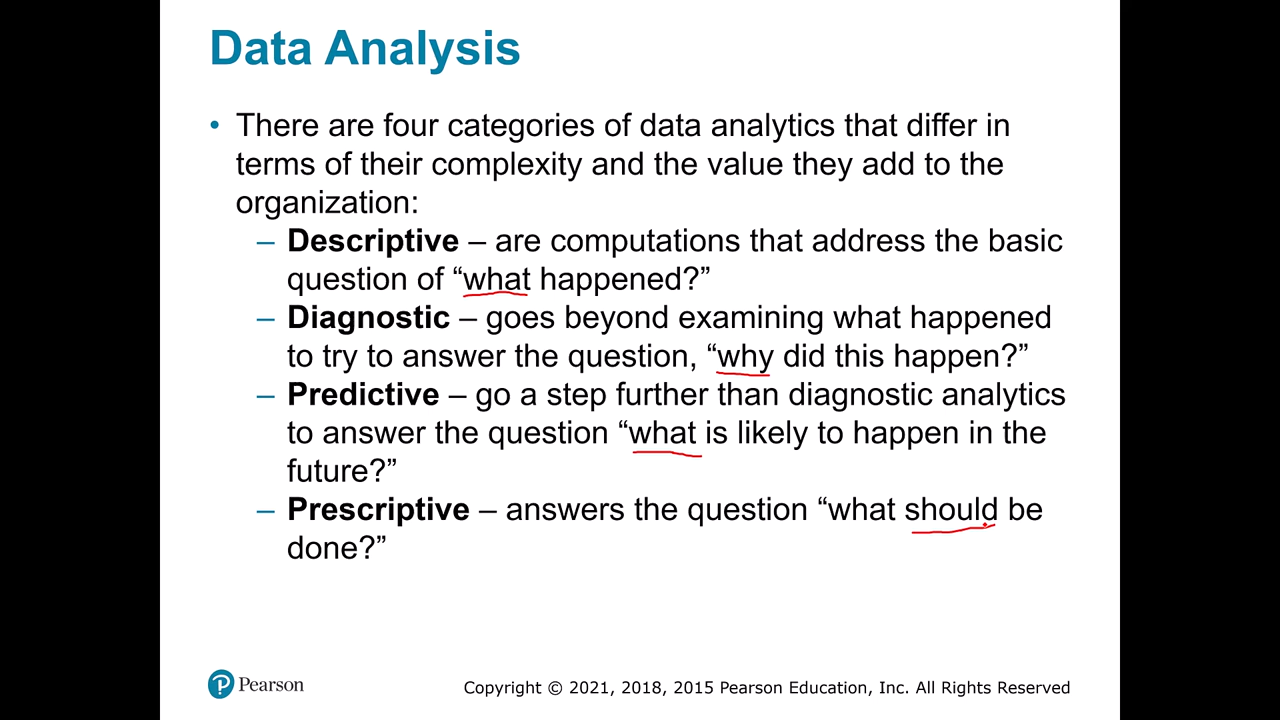 Data Analysis
• There are four categories of data analytics that differ in
terms of their complexity and the value they add to the
organization:
– Descriptive – are computations that address the basic
question of “what happened?”
– Diagnostic – goes beyond examining what happened
to try to answer the question, “why did this happen?”
– Predictive – go a step further than diagnostic analytics
to answer the question “what is likely to happen in the
future?”
– Prescriptive – answers the question “what should be
done?”
Pearson
Copyright © 2021, 2018, 2015 Pearson Education, Inc. All Rights Reserved